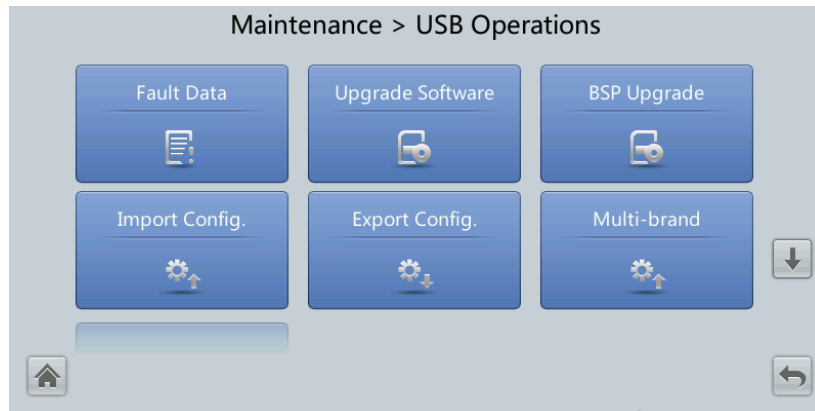 Maintenance > USB Operations
Fault Data
Upgrade Software
BSP Upgrade
Import Config.
Export Config.
Multi-brand